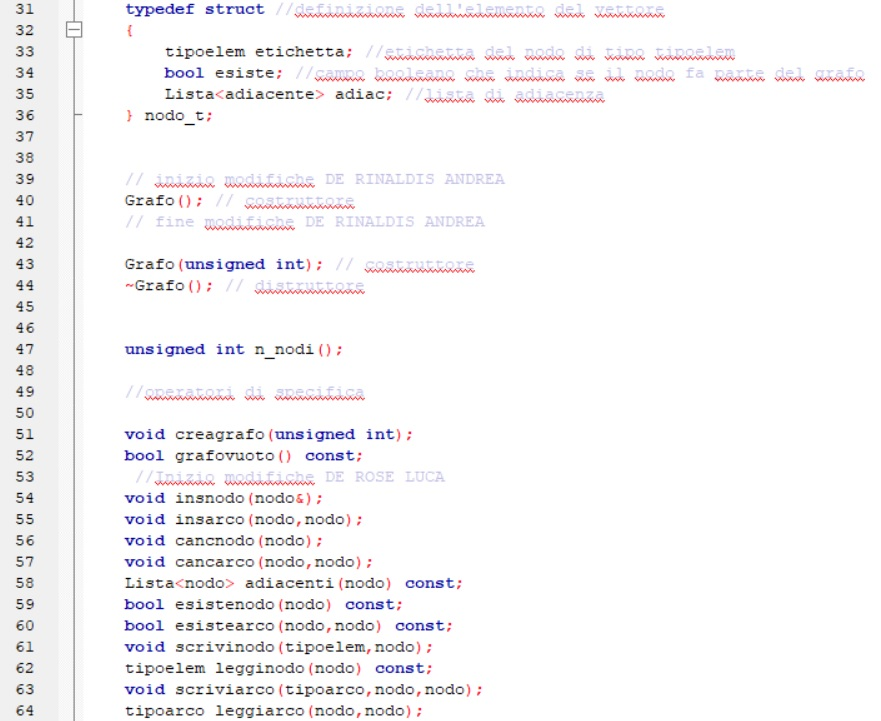 31 typedef struct //definizione dell'elemento del vettore
32 {
33 tipoelem etichetta; //etichetta del nodo di tipo tipoelem
34 bool esiste; //campo booleano che indica se il nodo fa parte del grafo
35 Lista<adiacente> adiac; //lista di adiacenza
36 } nodo_t;
37
38
39 // inizio modifiche DE RINALDIS ANDREA
40 Grafo(); // costruttore
41 // fine modifiche DE RINALDIS ANDREA
42
43 Grafo(unsigned int); // costruttore
44 ~Grafo(); // distruttore
45
46
47 unsigned int n_nodi();
48
49 //operatori di specifica
50
51 void creagrafo(unsigned int);
52 bool grafovuoto() const;
53 //Inizio modifiche DE ROSE LUCA
54 void insnodo(nodo&);
55 void insarco(nodo,nodo);
56 void cancnodo(nodo);
57 void cancarco(nodo,nodo);
58 Lista<nodo> adiacenti(nodo) const;
59 bool esistenodo(nodo) const;
60 bool esistearco(nodo,nodo) const;
61 void scrivinodo(tipoelem,nodo);
62 tipoelem legginodo(nodo) const;
63 void scriviarco(tipoarco,nodo,nodo);
64 tipoarco leggiarco(nodo,nodo);